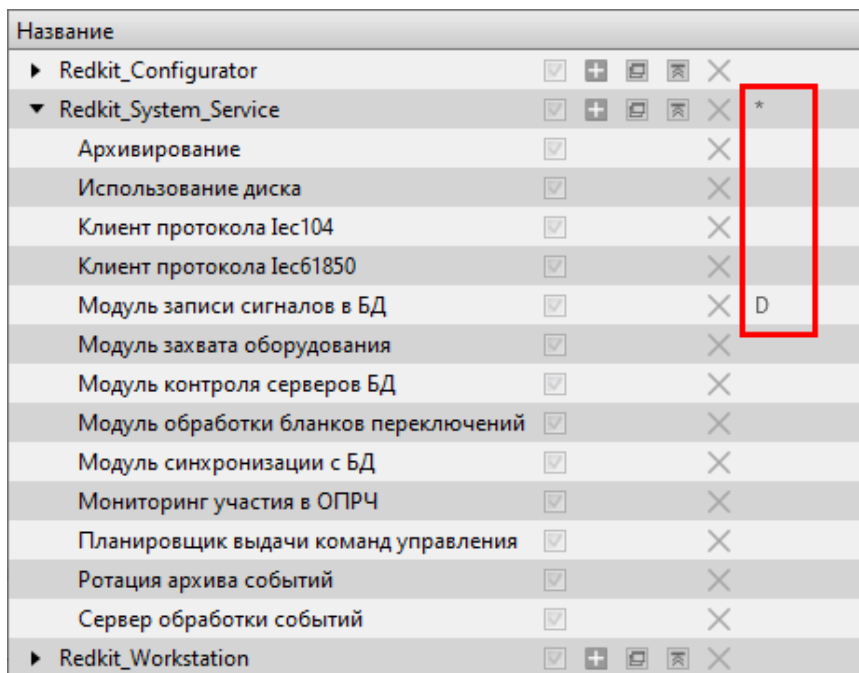 Название
Redkit_Configurator
Redkit_System_Service *
Архивирование
Использование диска
Клиент протокола Iec104
Клиент протокола Iec61850
Модуль записи сигналов в БД D
Модуль захвата оборудования
Модуль контроля серверов БД
Модуль обработки бланков переключений
Модуль синхронизации с БД
Мониторинг участия в ОПРЧ
Планировщик выдачи команд управления
Ротация архива событий
Сервер обработки событий
Redkit_Workstation